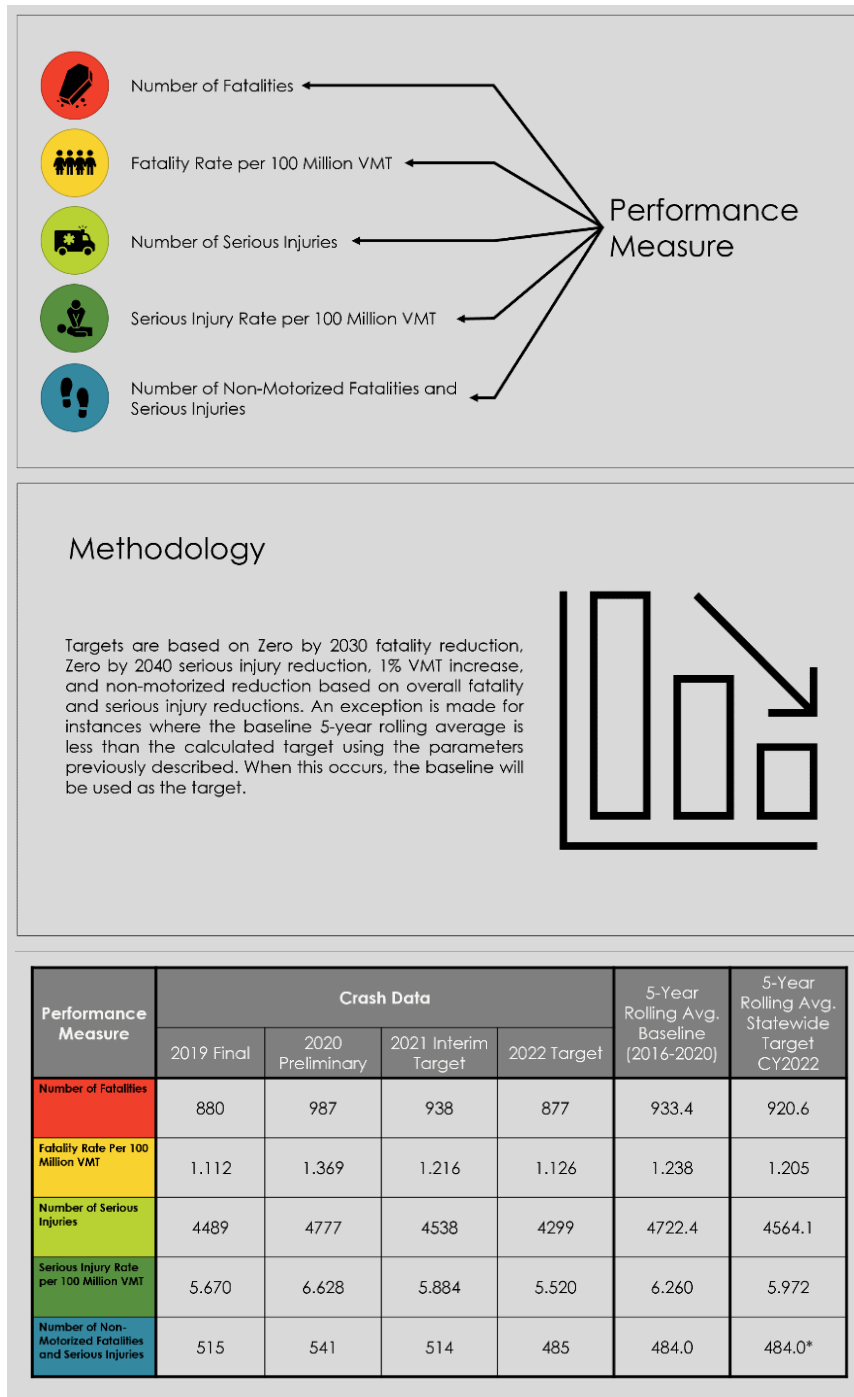 Number of Fatalities
Fatality Rate per 100 Million VMT
Number of Serious Injuries
Serious Injury Rate per 100 Million VMT
Number of Non-Motorized Fatalities and
Serious Injuries
Performance
Measure
Methodology
Targets are based on Zero by 2030 fatality reduction,
Zero by 2040 serious injury reduction, 1% VMT increase,
and non-motorized reduction based on overall fatality
and serious injury reductions. An exception is made for
instances where the baseline 5-year rolling average is
less than the calculated target using the parameters
previously described. When this occurs, the baseline will
be used as the target.
Performance
Measure
Crash Data
2019 Final
2020
Preliminary
2021 Interim
Target
2022 Target
5-Year
Rolling Avg.
Baseline
(2016-2020)
5-Year
Rolling Avg.
Statewide
Target
CY2022
Number of Fatalities
880 987 938 877 933.4 920.6
Fatality Rate Per 100
Million VMT
1.112 1.369 1.216 1.126 1.238 1.205
Number of Serious
Injuries
4489 4777 4538 4299 4722.4 4564.1
Serious Injury Rate
per 100 Million VMT
5.670 6.628 5.884 5.520 6.260 5.972
Number of Non-
Motorized Fatalities
and Serious Injuries
515 541 514 485 484.0 484.0*